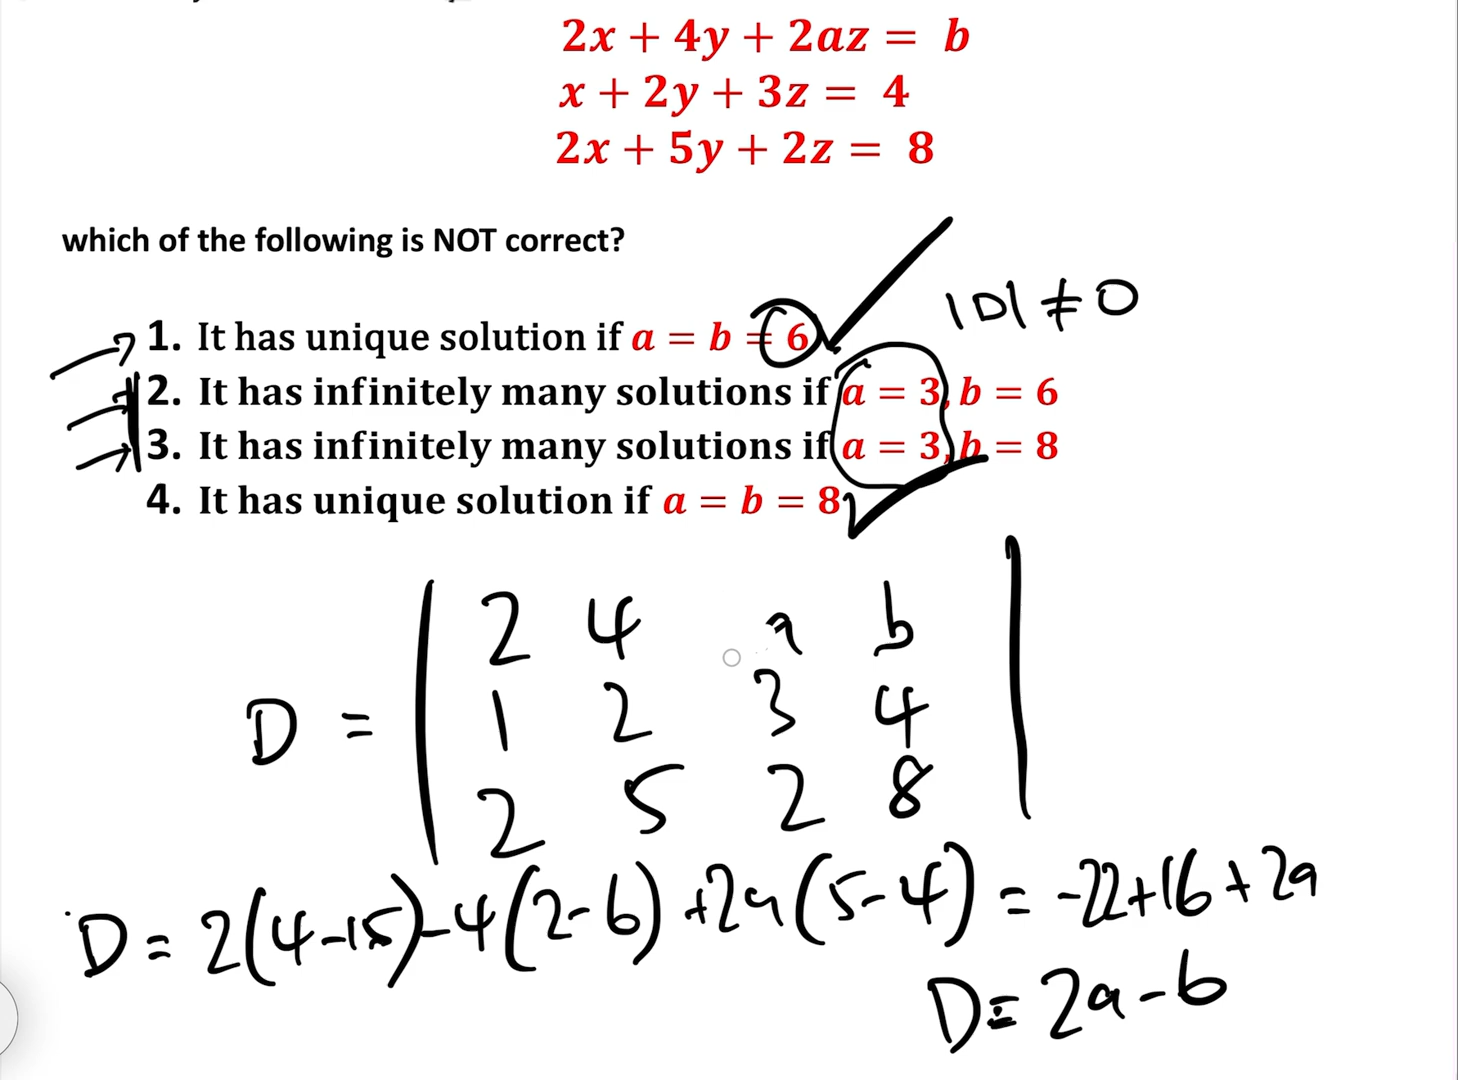 2x + 4y + 2az = b
x + 2y + 3z = 4
2x + 5y + 2z = 8
which of the following is NOT correct?
|D| ≠ 0
1. It has unique solution if a = b = 6
2. It has infinitely many solutions if a = 3, b = 6
3. It has infinitely many solutions if a = 3, b = 8
4. It has unique solution if a = b = 8
2 4 a b
D = 1 2 3 4
2 5 2 8
D = 2(4-15)-4(2-6)+2a(5-4) = -22+16+2a
D = 2a-6